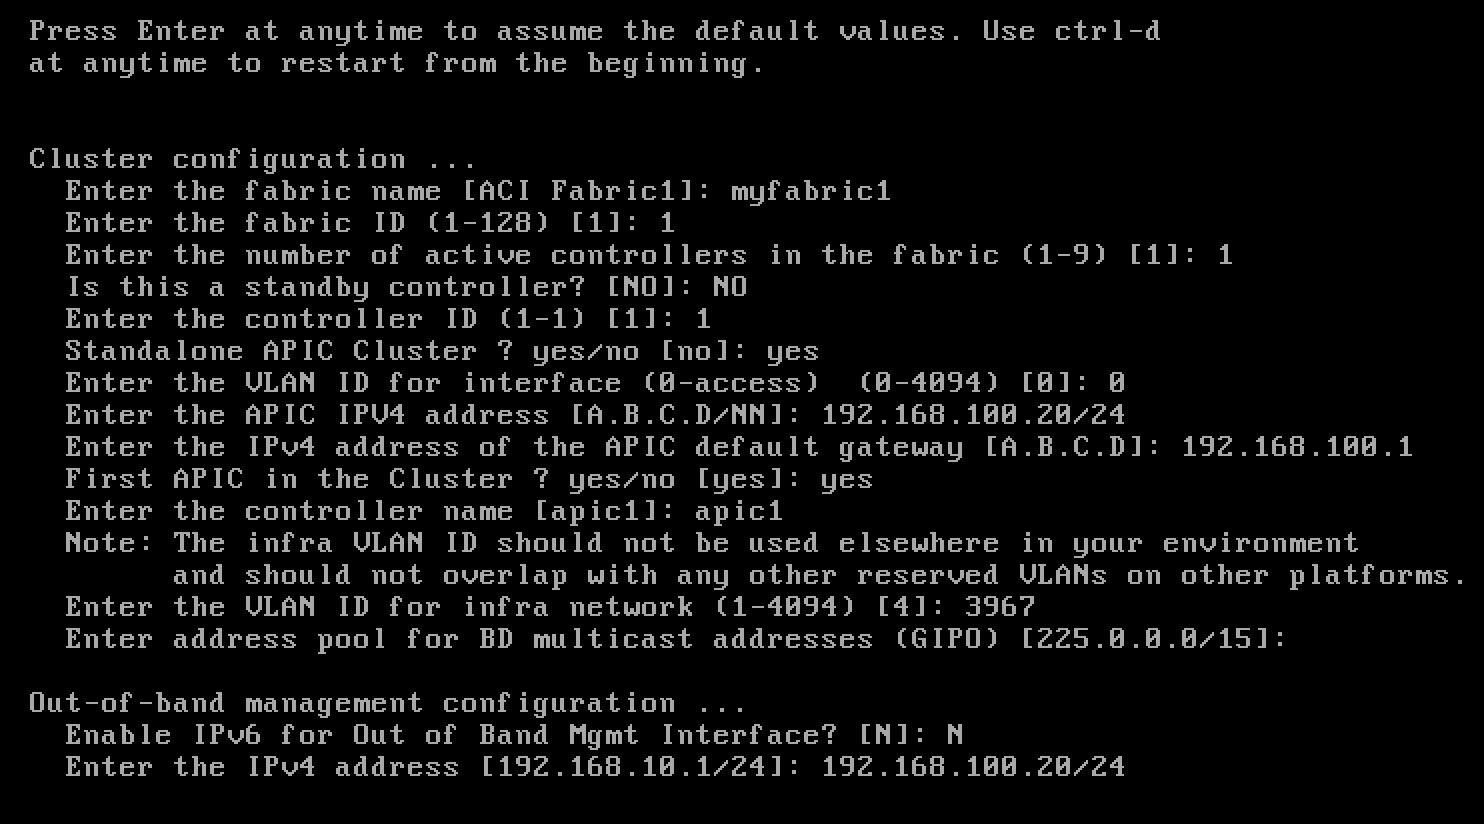 Press Enter at anytime to assume the default values. Use ctrl-d
at anytime to restart from the beginning.
Cluster configuration ...
Enter the fabric name [ACI Fabric1]: myfabric1
Enter the fabric ID (1-128) [1]: 1
Enter the number of active controllers in the fabric (1-9) [1]: 1
Is this a standby controller? [NO]: NO
Enter the controller ID (1-1) [1]: 1
Standalone APIC Cluster ? yes/no [no]: yes
Enter the VLAN ID for interface (0-access)  (0-4094) [0]: 0
Enter the APIC IPV4 address [A.B.C.D/NN]: 192.168.100.20/24
Enter the IPv4 address of the APIC default gateway [A.B.C.D]: 192.168.100.1
First APIC in the Cluster ? yes/no [yes]: yes
Enter the controller name [apic1]: apic1
Note: The infra VLAN ID should not be used elsewhere in your environment
and should not overlap with any other reserved VLANs on other platforms.
Enter the VLAN ID for infra network (1-4094) [4]: 3967
Enter address pool for BD multicast addresses (GIPO) [225.0.0.0/15]:
Out-of-band management configuration ...
Enable IPv6 for Out of Band Mgmt Interface? [N]: N
Enter the IPv4 address [192.168.10.1/24]: 192.168.100.20/24